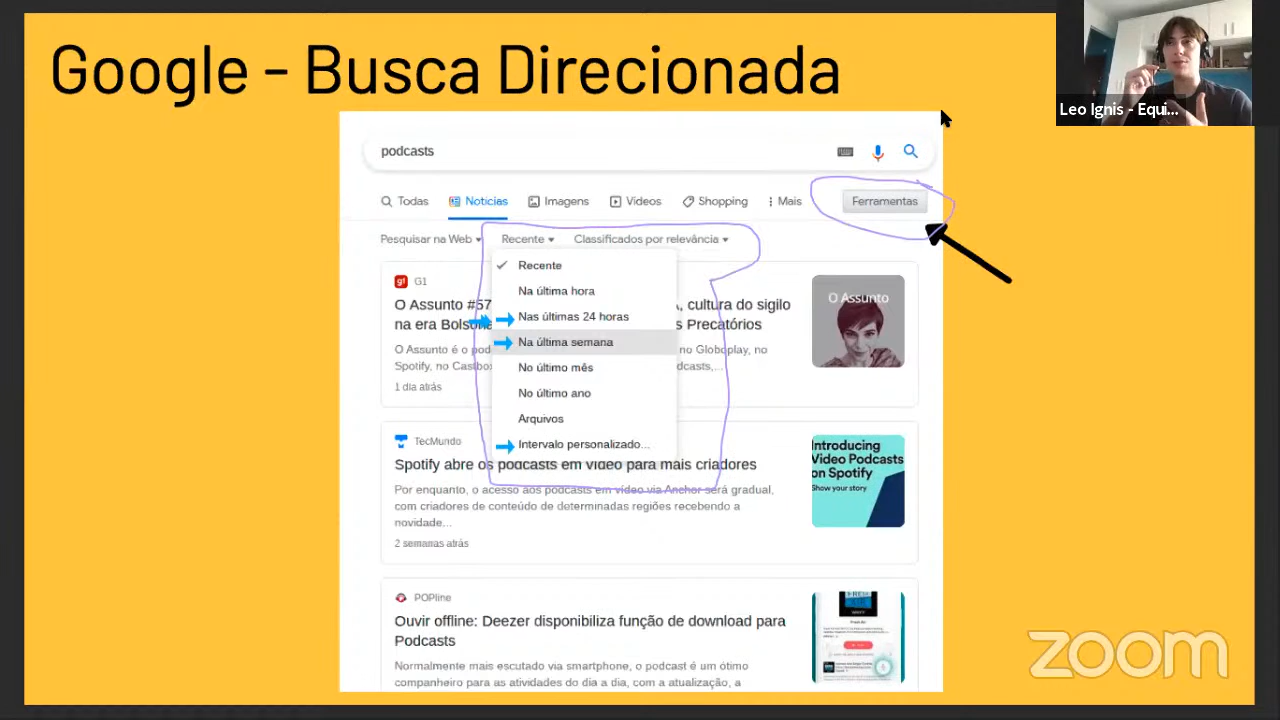 Google - Busca Direcionada
Leo Ignis - Equi...
podcasts
Todas Notícias Imagens Vídeos Shopping Mais Ferramentas
Pesquisar na Web Recente Classificados por relevância
Recente
Na última hora
Nas últimas 24 horas
Na última semana
No último mês
No último ano
Arquivos
Intervalo personalizado...
g1 G1
O Assunto #57 A, cultura do sigilo
na era Bolson s Precatórios
O Assunto é o pod no Globoplay, no
Spotify, no Castbo dcasts,...
1 dia atrás
O Assunto
TecMundo
Spotify abre os podcasts em vídeo para mais criadores
Por enquanto, o acesso aos podcasts em vídeo via Anchor será gradual,
com criadores de conteúdo de determinadas regiões recebendo a
novidade...
2 semanas atrás
Introducing
Video Podcasts
on Spotify
Show your story
POPline
Ouvir offline: Deezer disponibiliza função de download para
Podcasts
Normalmente mais escutado via smartphone, o podcast é um ótimo
companheiro para as atividades do dia a dia, com a atualização, a
zoom